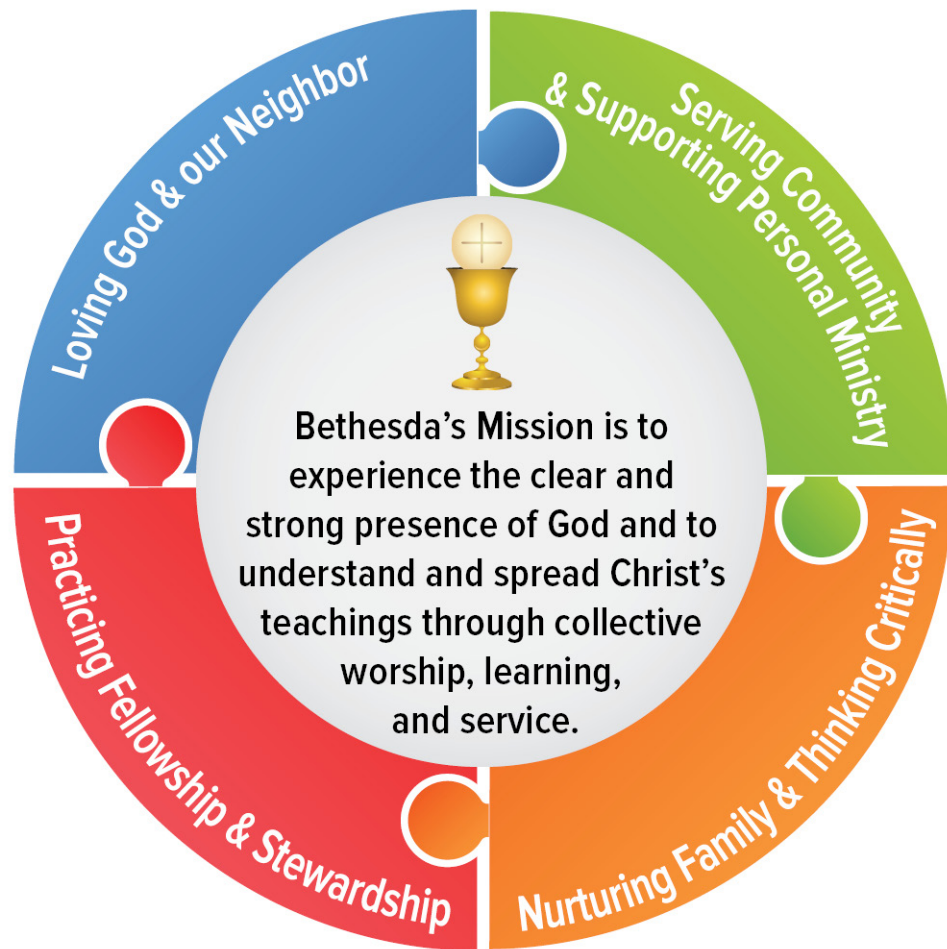 Loving God & our Neighbor
Serving Community
& Supporting Personal Ministry
Bethesda’s Mission is to
experience the clear and
strong presence of God and to
understand and spread Christ’s
teachings through collective
worship, learning,
and service.
Practicing Fellowship & Stewardship
Nurturing Family & Thinking Critically